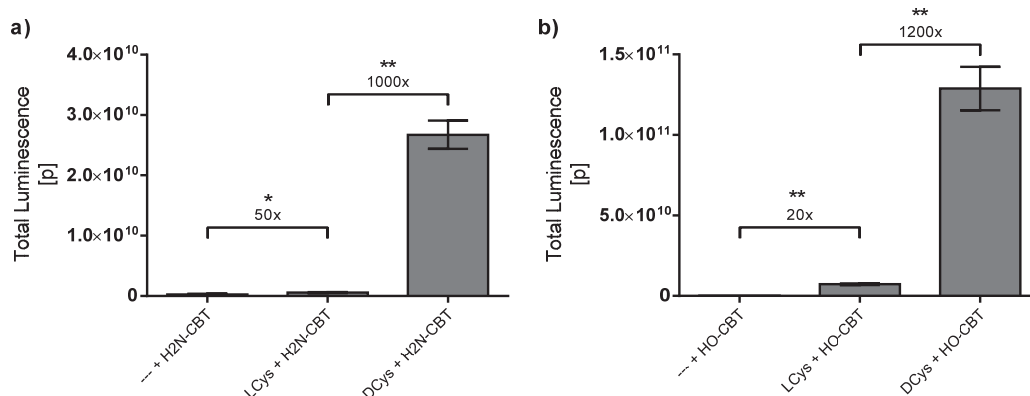 a)
Total Luminescence
[p]
4.0×10¹⁰
3.0×10¹⁰
2.0×10¹⁰
1.0×10¹⁰
0
*
50x
**
1000x
--- + H2N-CBT
LCys + H2N-CBT
DCys + H2N-CBT
b)
Total Luminescence
[p]
1.5×10¹¹
1.0×10¹¹
5.0×10¹⁰
0
**
20x
**
1200x
--- + HO-CBT
LCys + HO-CBT
DCys + HO-CBT